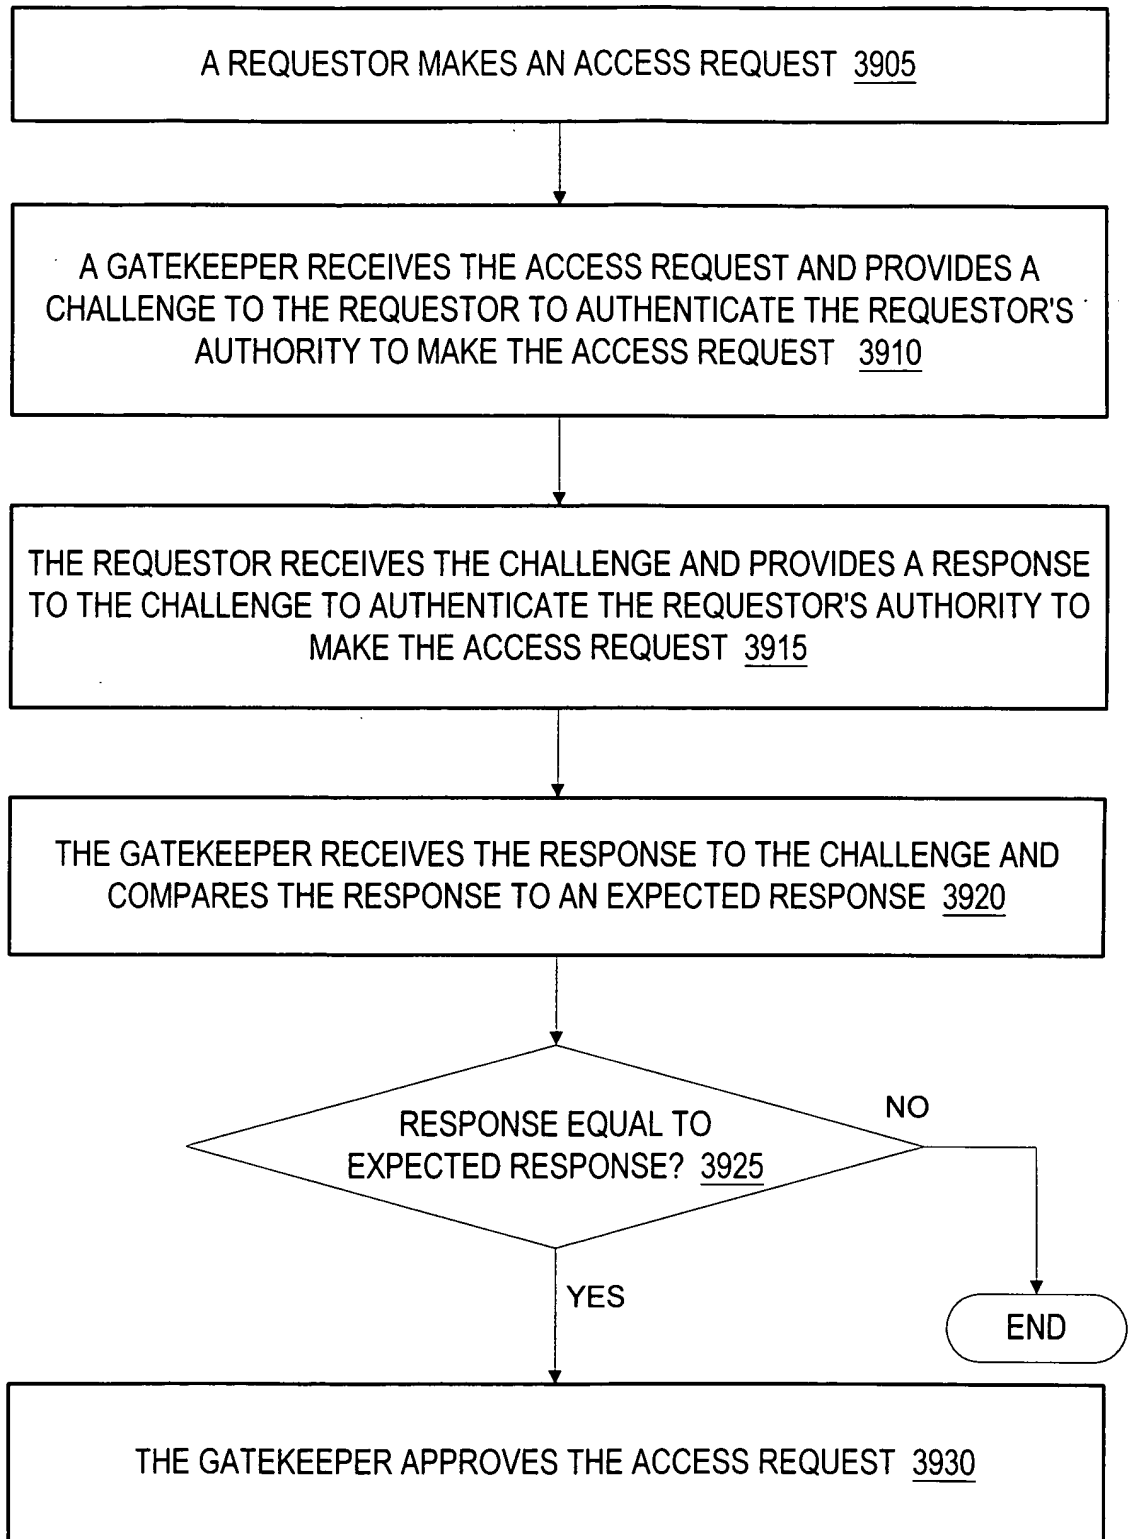 A REQUESTOR MAKES AN ACCESS REQUEST 3905
A GATEKEEPER RECEIVES THE ACCESS REQUEST AND PROVIDES A
CHALLENGE TO THE REQUESTOR TO AUTHENTICATE THE REQUESTOR'S
AUTHORITY TO MAKE THE ACCESS REQUEST 3910
THE REQUESTOR RECEIVES THE CHALLENGE AND PROVIDES A RESPONSE
TO THE CHALLENGE TO AUTHENTICATE THE REQUESTOR'S AUTHORITY TO
MAKE THE ACCESS REQUEST 3915
THE GATEKEEPER RECEIVES THE RESPONSE TO THE CHALLENGE AND
COMPARES THE RESPONSE TO AN EXPECTED RESPONSE 3920
RESPONSE EQUAL TO
EXPECTED RESPONSE? 3925
NO
YES
END
THE GATEKEEPER APPROVES THE ACCESS REQUEST 3930